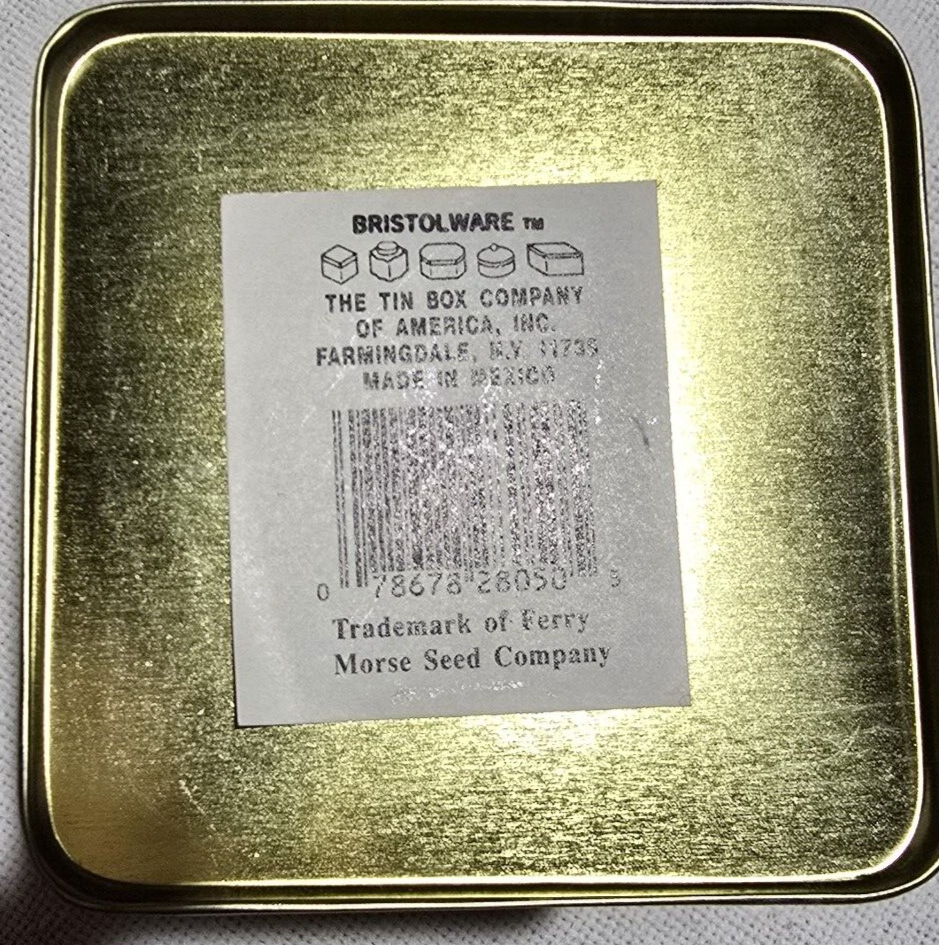 BRISTOLWARE TM
THE TIN BOX COMPANY
OF AMERICA, INC.
FARMINGDALE, N.Y. 11735
MADE IN MEXICO
0 78678 28050 3
Trademark of Ferry
Morse Seed Company